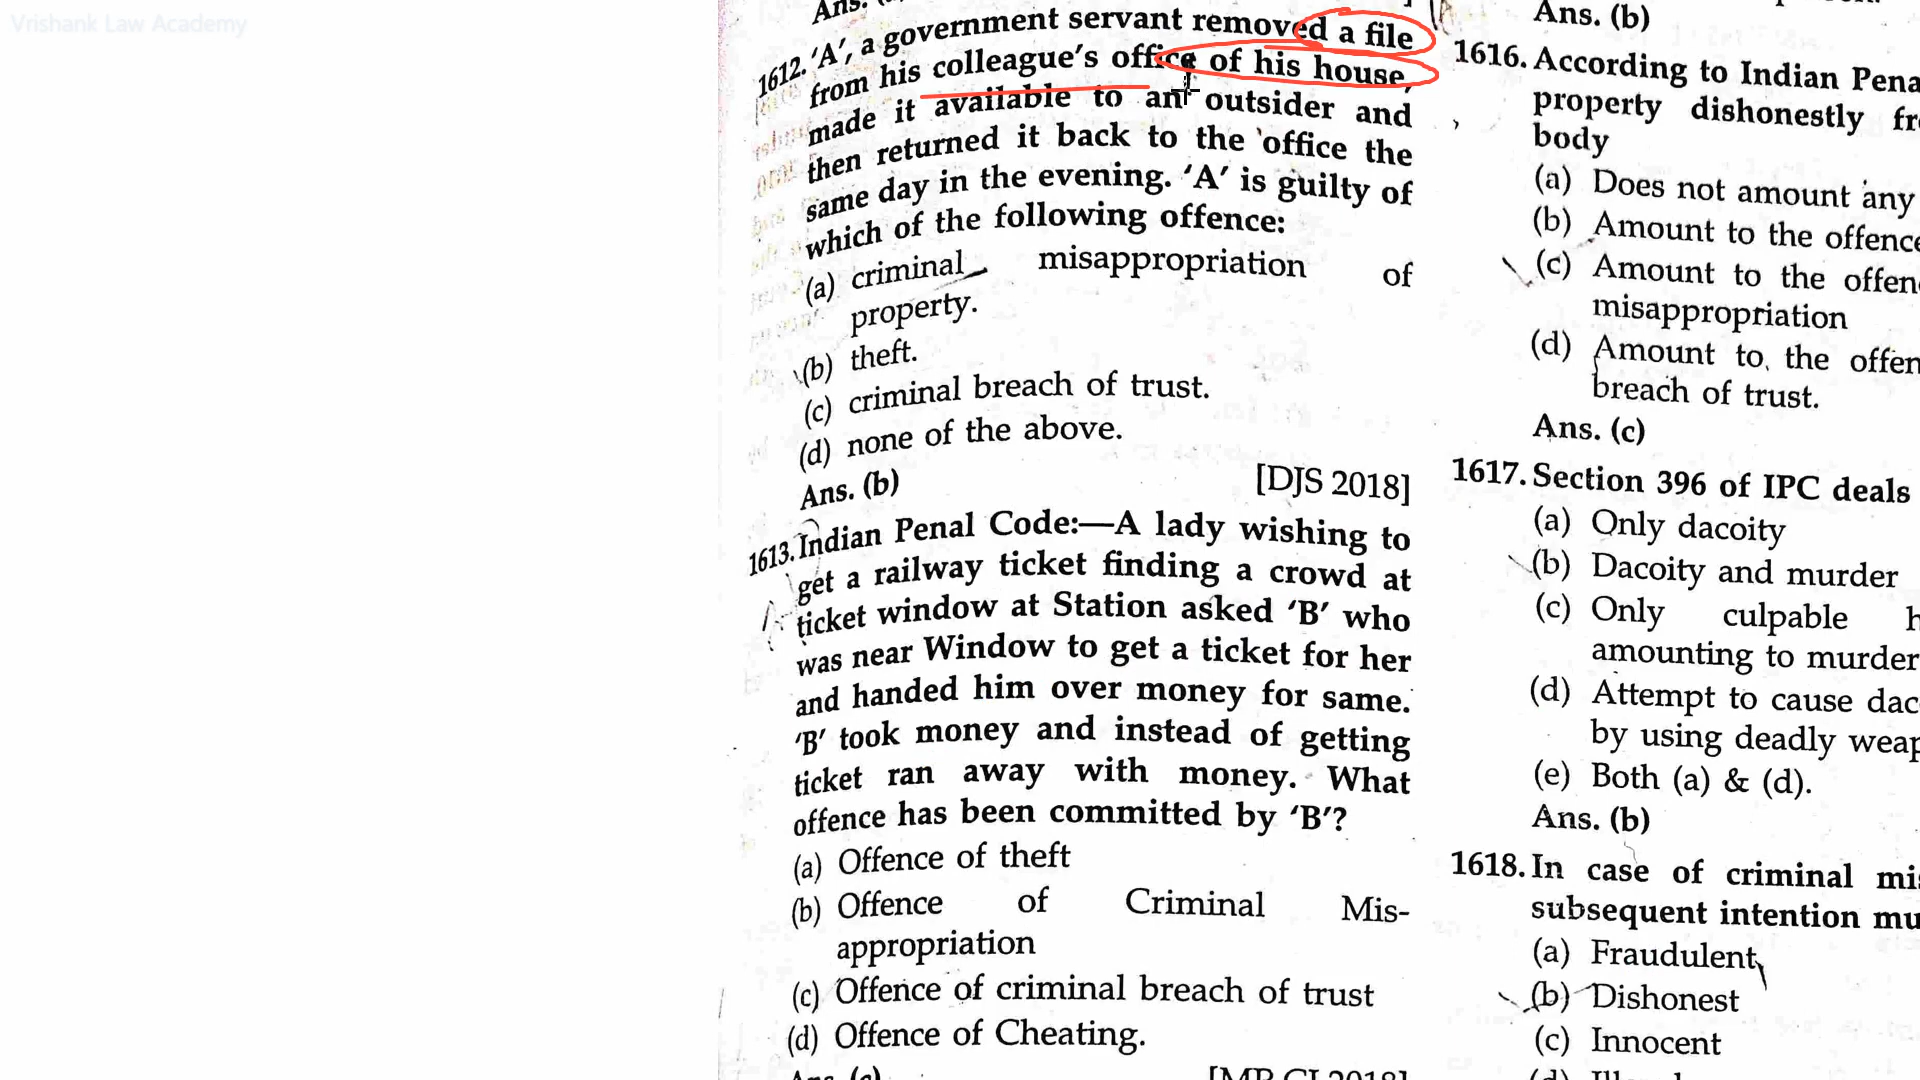 Vrishank Law Academy
Ans.
1612. 'A', a government servant removed a file
from his colleague's office of his house,
made it available to an outsider and
then returned it back to the office the
same day in the evening. 'A' is guilty of
which of the following offence:
(a) criminal misappropriation of
property.
(b) theft.
(c) criminal breach of trust.
(d) none of the above.
Ans. (b) [DJS 2018]
1613. Indian Penal Code:—A lady wishing to
get a railway ticket finding a crowd at
ticket window at Station asked 'B' who
was near Window to get a ticket for her
and handed him over money for same.
'B' took money and instead of getting
ticket ran away with money. What
offence has been committed by 'B'?
(a) Offence of theft
(b) Offence of Criminal Mis-
appropriation
(c) Offence of criminal breach of trust
(d) Offence of Cheating.
Ans. (b)
1616. According to Indian Pena
property dishonestly fr
body
(a) Does not amount any
(b) Amount to the offence
(c) Amount to the offen
misappropriation
(d) Amount to the offen
breach of trust.
Ans. (c)
1617. Section 396 of IPC deals
(a) Only dacoity
(b) Dacoity and murder
(c) Only culpable h
amounting to murder
(d) Attempt to cause dac
by using deadly weap
(e) Both (a) & (d).
Ans. (b)
1618. In case of criminal mis
subsequent intention mu
(a) Fraudulent
(b) Dishonest
(c) Innocent